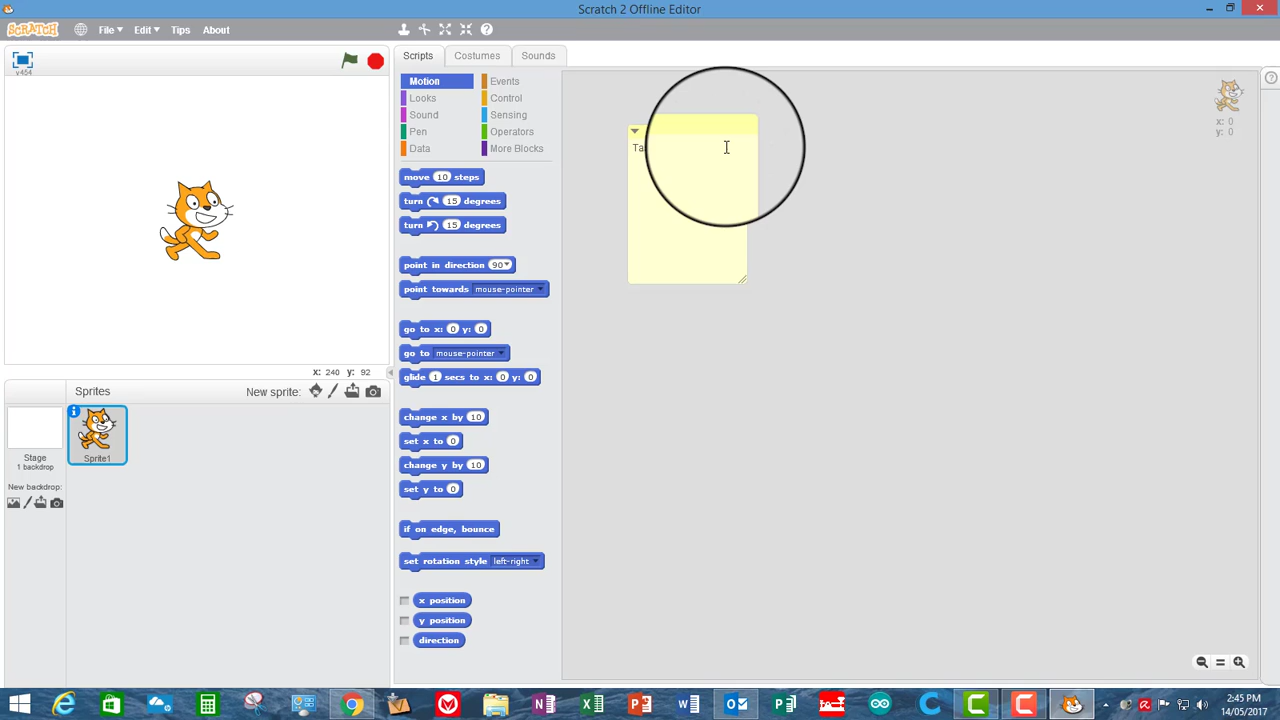 Scratch 2 Offline Editor
SCRATCH
File Edit Tips About
v454
Scripts Costumes Sounds
Motion Events
Looks Control
Sound Sensing
Pen Operators
Data More Blocks
move 10 steps
turn 15 degrees
turn 15 degrees
point in direction 90
point towards mouse-pointer
go to x: 0 y: 0
go to mouse-pointer
glide 1 secs to x: 0 y: 0
change x by 10
set x to 0
change y by 10
set y to 0
if on edge, bounce
set rotation style left-right
x position
y position
direction
x: 0
y: 0
x: 240 y: 92
Sprites New sprite:
Stage
1 backdrop
New backdrop:
Sprite1
2:45 PM
14/05/2017